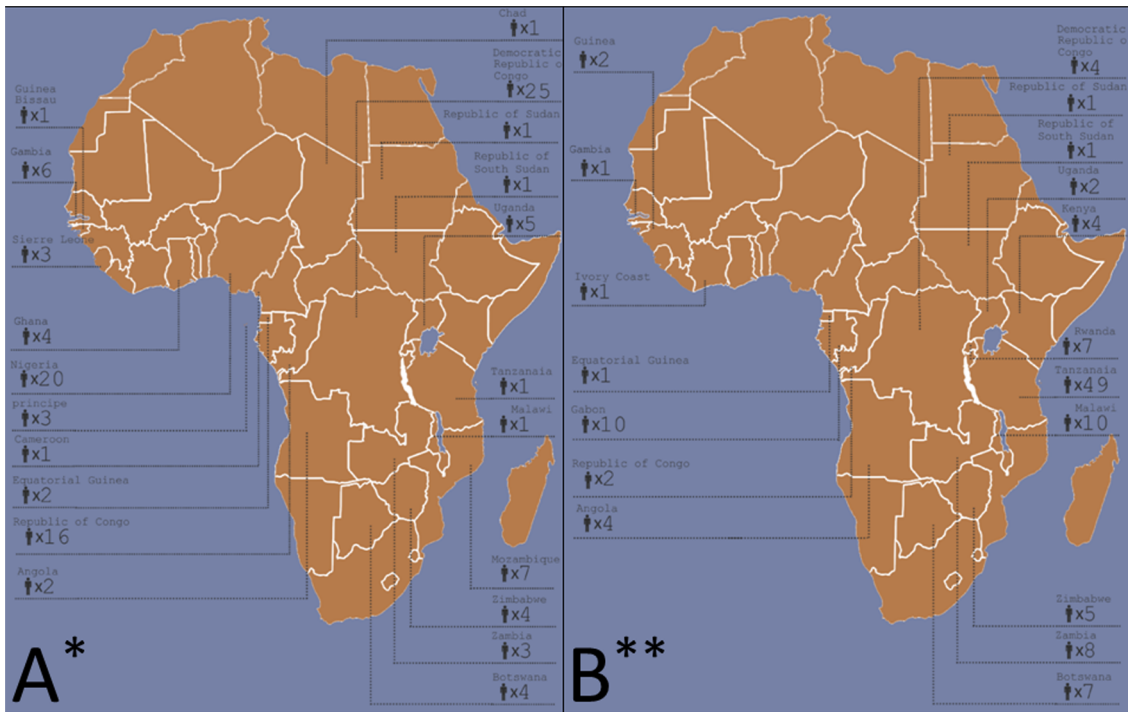 Chad
x1
Democratic
Republic o
Congo
x25
Guinea
Bissau
x1
Republic of Sudan
x1
Gambia
x6
Republic of
South Sudan
x1
Uganda
x5
Sierre Leone
x3
Ghana
x4
Nigeria
x20
Tanzanaia
x1
principe
x3
Malawi
x1
Cameroon
x1
Equatorial Guinea
x2
Republic of Congo
x16
Mozambique
x7
Angola
x2
Zimbabwe
x4
Zambia
x3
Botswana
x4
A*
Democratic
Republic o
Congo
x4
Guinea
x2
Republic of Sudan
x1
Republic of
South Sudan
x1
Gambia
x1
Uganda
x2
Kenya
x4
Ivory Coast
x1
Rwanda
x7
Equatorial Guinea
x1
Tanzanaia
x49
Gabon
x10
Malawi
x10
Republic of Congo
x2
Angola
x4
Zimbabwe
x5
Zambia
x8
Botswana
x7
B**